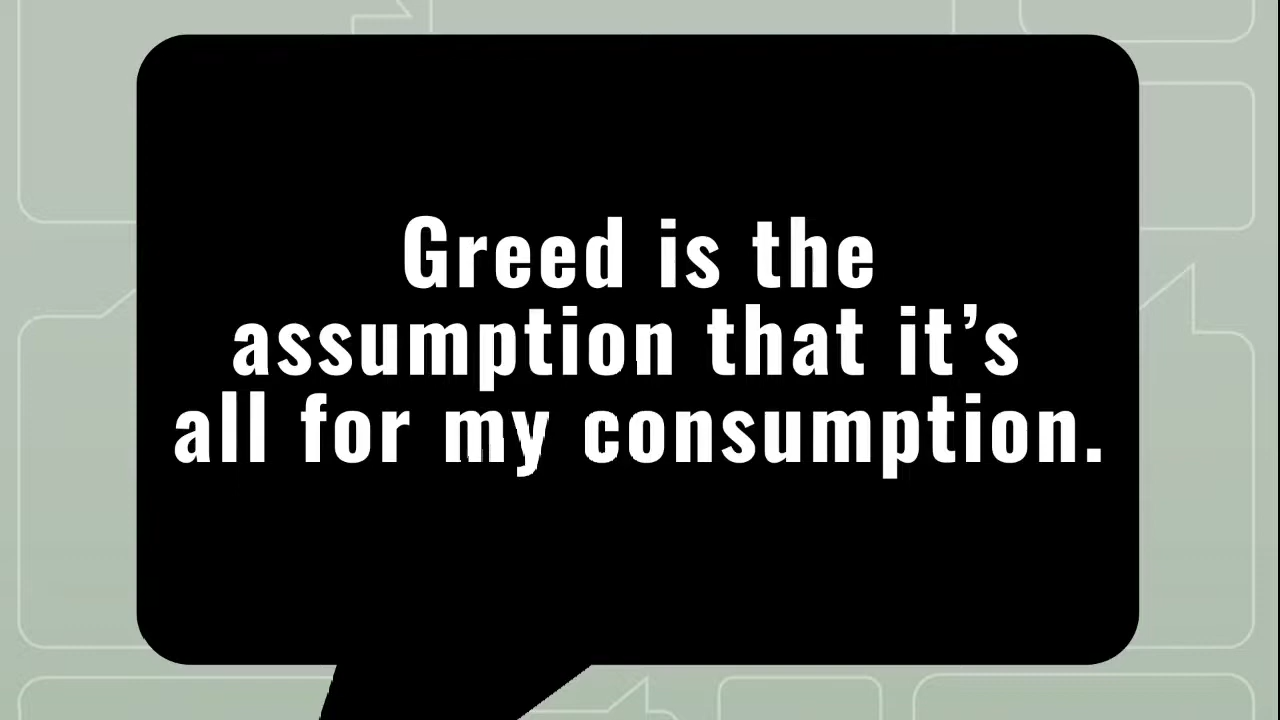 Greed is the
assumption that it’s
all for my consumption.